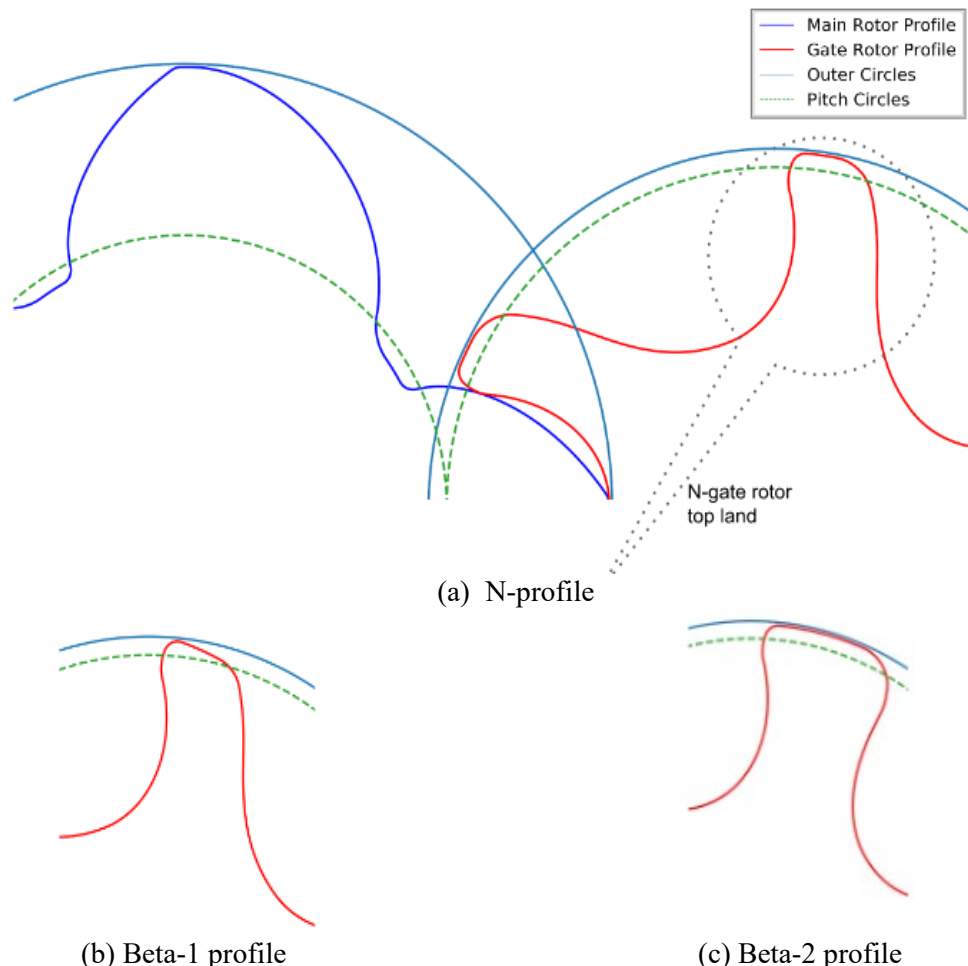 Main Rotor Profile
Gate Rotor Profile
Outer Circles
Pitch Circles
N-gate rotor
top land
(a) N-profile
(b) Beta-1 profile
(c) Beta-2 profile